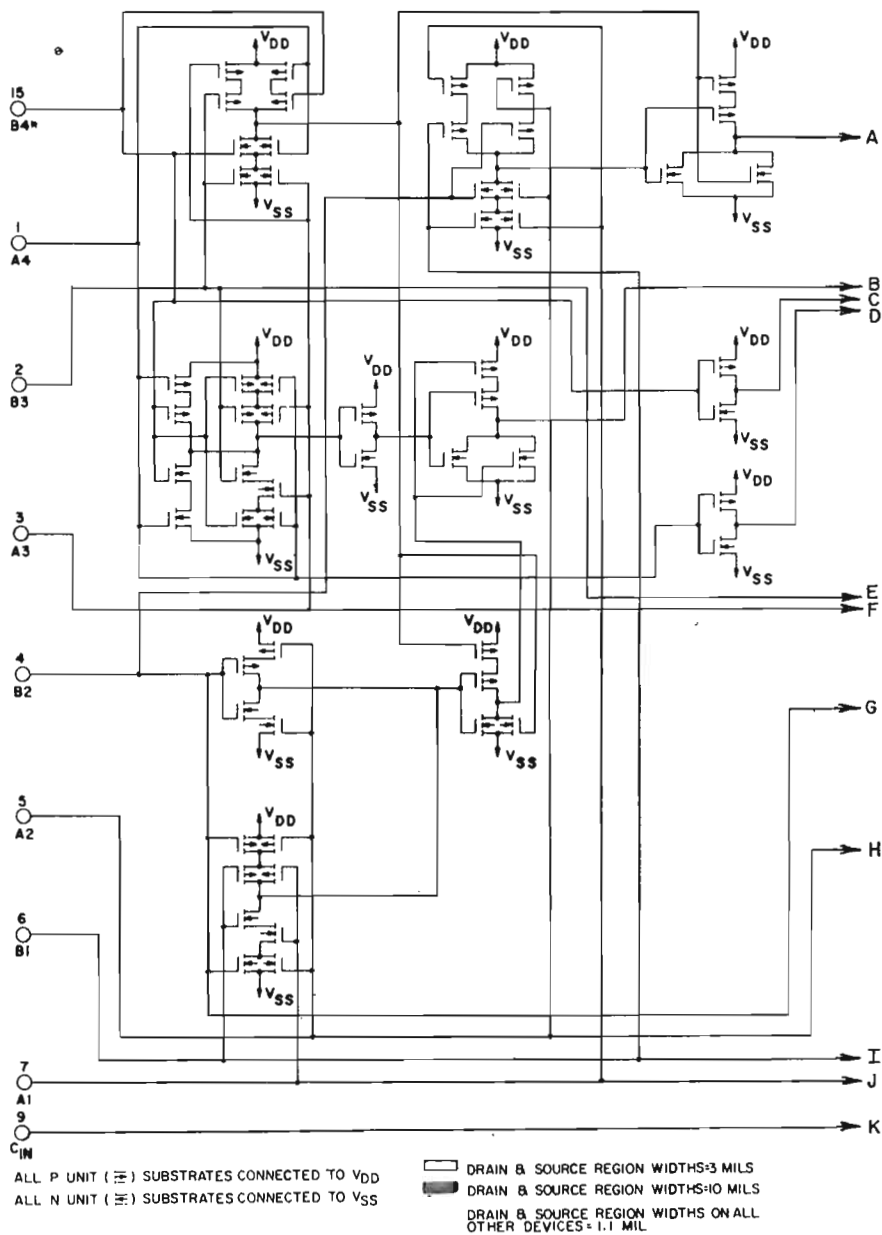 VDD
VDD
VDD
15
B4*
A
VSS
VSS
VSS
1
A4
B
C
D
VDD
VDD
VDD
VDD
2
B3
VSS
VSS
VSS
VDD
3
A3
VSS
VSS
E
F
VDD
VDD
4
B2
G
VSS
VSS
5
A2
VDD
H
6
B1
VSS
I
7
A1
J
9
CIN
K
ALL P UNIT ( ) SUBSTRATES CONNECTED TO VDD
ALL N UNIT ( ) SUBSTRATES CONNECTED TO VSS
DRAIN & SOURCE REGION WIDTHS=3 MILS
DRAIN & SOURCE REGION WIDTHS=10 MILS
DRAIN & SOURCE REGION WIDTHS ON ALL
OTHER DEVICES = 1.1 MIL